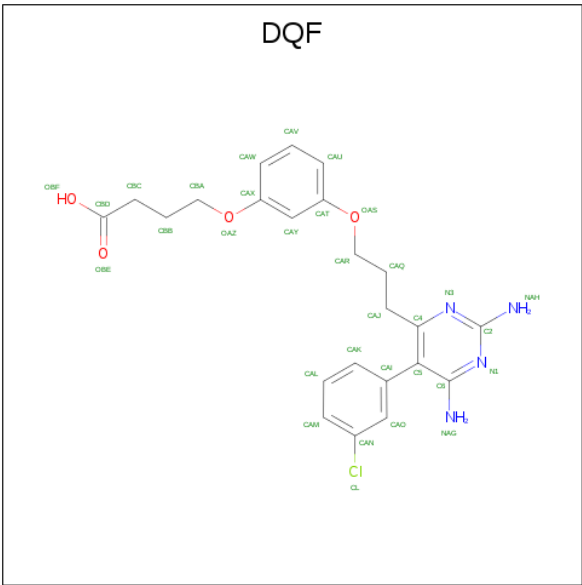 DQF
CAV
CAW
CAU
OBF
HO
CBD
CBC
CBA
CAX
CAT
OAS
O
O
CBB
OAZ
CAY
O
OBE
CAR
CAQ
N3
N
NAH
NH2
CAJ
C4
C2
CAK
CAI
C5
N
N1
CAL
C6
CAM
CAO
NH2
CAN
NAG
Cl
CL